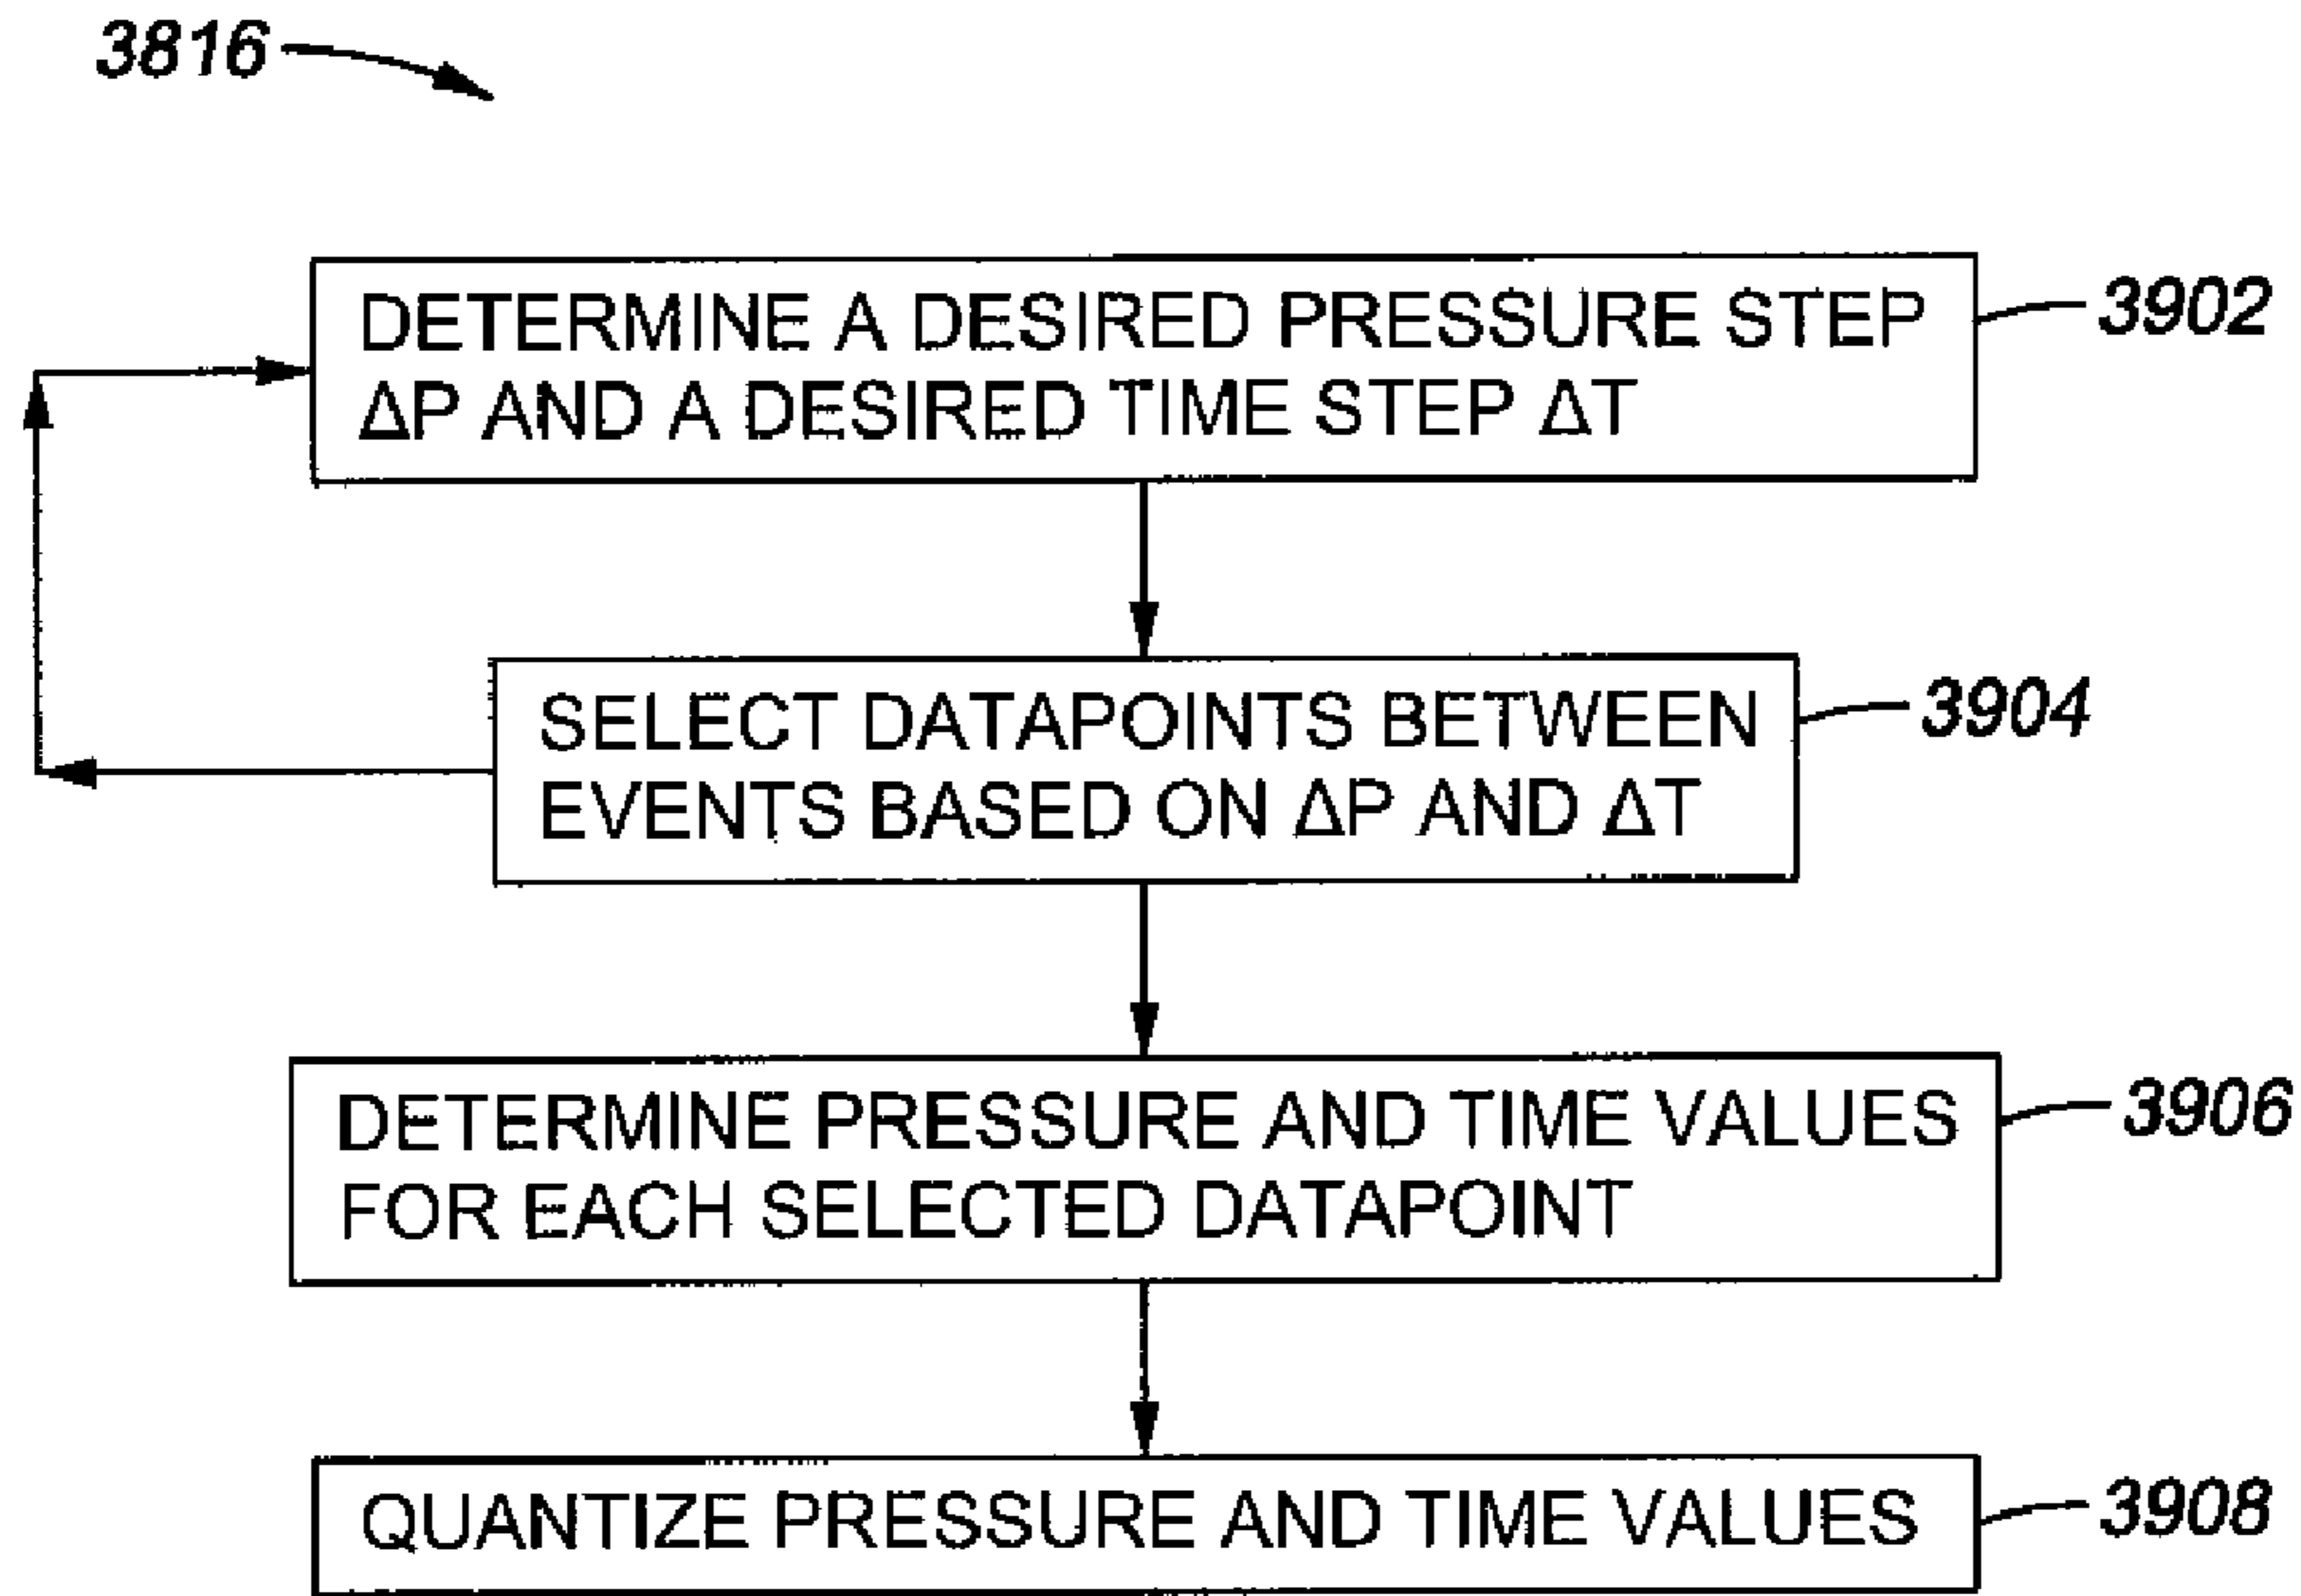 3816
DETERMINE A DESIRED PRESSURE STEP
ΔP AND A DESIRED TIME STEP ΔT
3902
SELECT DATAPOINTS BETWEEN
EVENTS BASED ON ΔP AND ΔT
3904
DETERMINE PRESSURE AND TIME VALUES
FOR EACH SELECTED DATAPOINT
3906
QUANTIZE PRESSURE AND TIME VALUES
3908